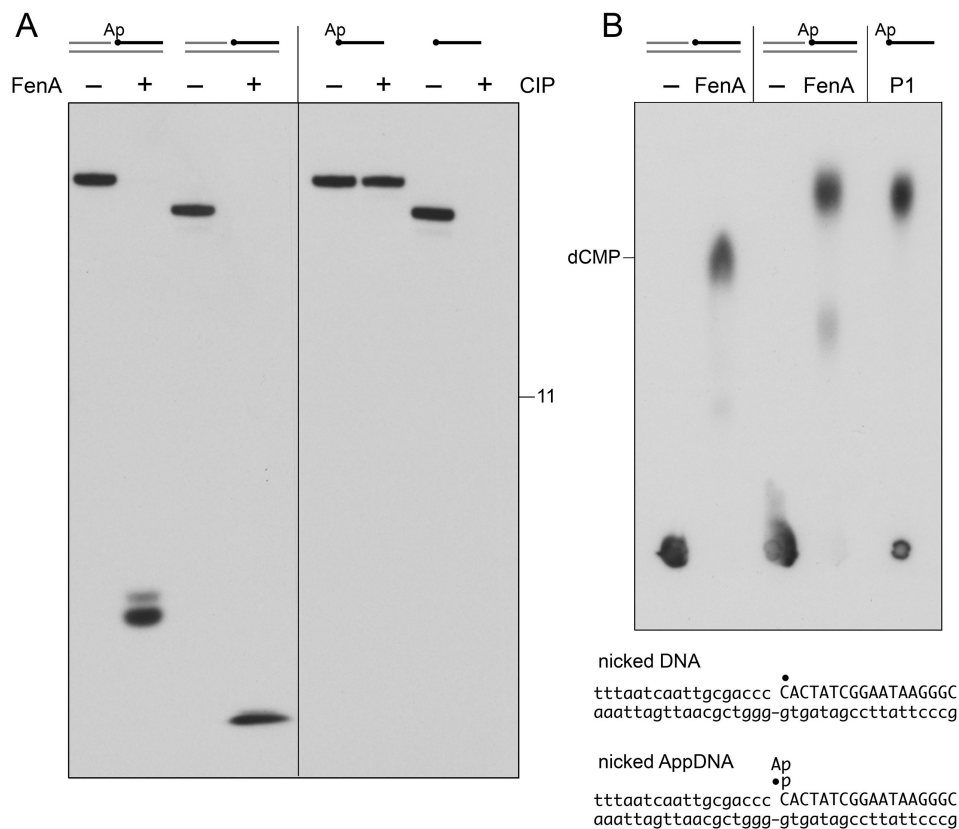 A
B
Ap
Ap
Ap
Ap
FenA – + – +
– + – + CIP
– FenA – FenA P1
dCMP
11
nicked DNA
•
tttaatcaattgcgaccc CACTATCGGAATAAGGGC
aaattagttaacgctggg-gtgatagccttattcccg
nicked AppDNA
Ap
•p
tttaatcaattgcgaccc CACTATCGGAATAAGGGC
aaattagttaacgctggg-gtgatagccttattcccg